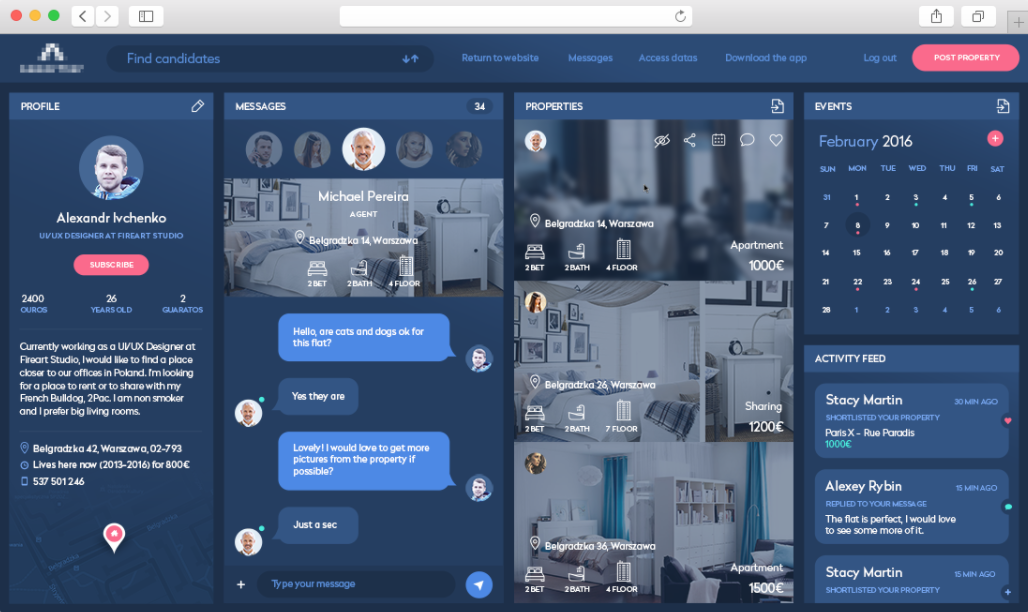 Find candidates
Return to website
Messages
Access datas
Download the app
Log out
POST PROPERTY
PROFILE
Alexandr Ivchenko
UI/UX DESIGNER AT FIREART STUDIO
SUBSCRIBE
2400 26 2
OUROS YEARS OLD GUARATOS
Currently working as a UI/UX Designer at
Fireart Studio, I would like to find a place
closer to our offices in Poland. I'm looking
for a place to rent or to share with my
French Bulldog, 2Pac. I am non smoker
and I prefer big living rooms.
Belgradzka 42, Warszawa, 02-793
Lives here now (2013-2016) for 800€
537 501 246
MESSAGES 34
Michael Pereira
AGENT
Belgradzka 14, Warszawa
2 BET 2 BATH 4 FLOOR
Hello, are cats and dogs ok for
this flat?
Yes they are
Lovely! I would love to get more
pictures from the property if
possible?
Just a sec
+ Type your message
PROPERTIES
Belgradzka 14, Warszawa
Apartment
2 BET 2 BATH 4 FLOOR 1000€
Belgradzka 26, Warszawa
Sharing
2 BET 2 BATH 7 FLOOR 1200€
Belgradzka 36, Warszawa
Apartment
2 BET 2 BATH 4 FLOOR 1500€
EVENTS
February 2016 +
SUN MON TUE WED THU FRI SAT
31 1 2 3 4 5 6
7 8 9 10 11 12 13
14 15 16 17 18 19 20
21 22 23 24 25 26 27
28 1 2 3 4 5 6
ACTIVITY FEED
Stacy Martin 20 MIN AGO
SHORTLISTED YOUR PROPERTY
Paris X - Rue Paradis
1000€
Alexey Rybin 15 MIN AGO
REPLIED TO YOUR MESSAGE
The flat is perfect, I would love
to see some more of it.
Stacy Martin 15 MIN AGO
SHORTLISTED YOUR PROPERTY